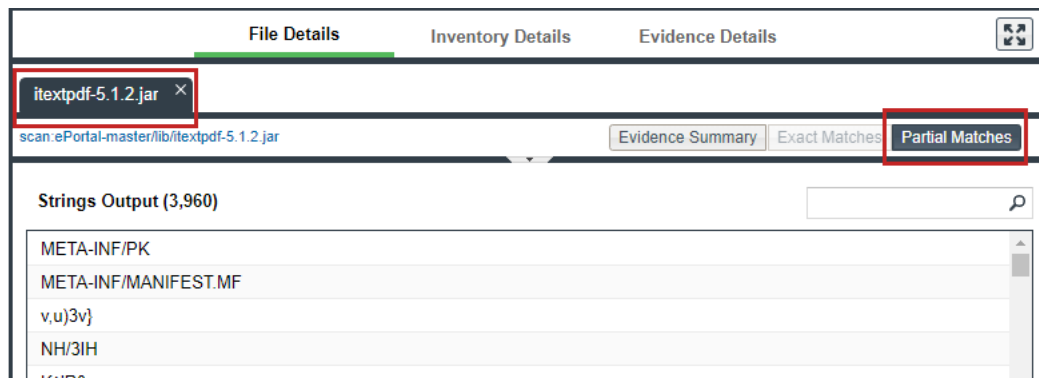 File Details Inventory Details Evidence Details
itextpdf-5.1.2.jar ×
scan:ePortal-master/lib/itextpdf-5.1.2.jar Evidence Summary Exact Matches Partial Matches
Strings Output (3,960)
META-INF/PK
META-INF/MANIFEST.MF
v,u)3v}
NH/3IH